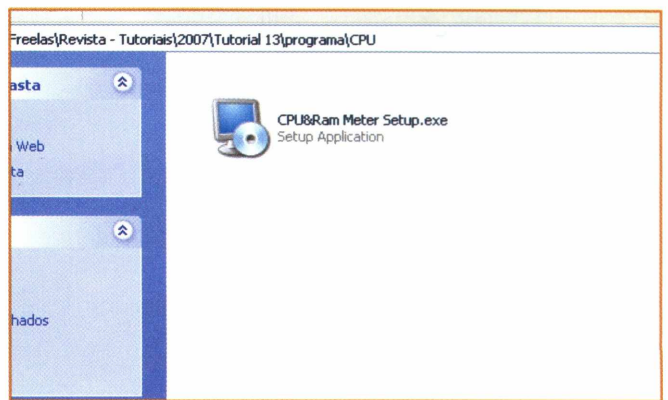 Freelas\Revista - Tutoriais\2007\Tutorial 13\programa\CPU
asta
Web
ta
hados
CPU&Ram Meter Setup.exe
Setup Application